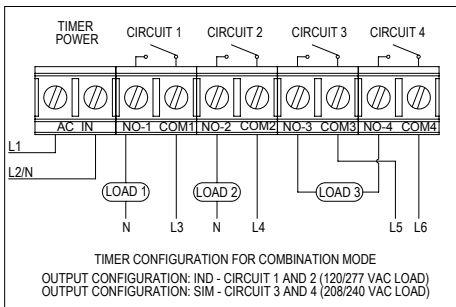 TIMER
POWER
CIRCUIT 1 CIRCUIT 2 CIRCUIT 3 CIRCUIT 4
AC IN NO-1 COM1 NO-2 COM2 NO-3 COM3 NO-4 COM4
L1
L2/N
LOAD 1 LOAD 2 LOAD 3
N L3 N L4 L5 L6
TIMER CONFIGURATION FOR COMBINATION MODE
OUTPUT CONFIGURATION: IND - CIRCUIT 1 AND 2 (120/277 VAC LOAD)
OUTPUT CONFIGURATION: SIM - CIRCUIT 3 AND 4 (208/240 VAC LOAD)